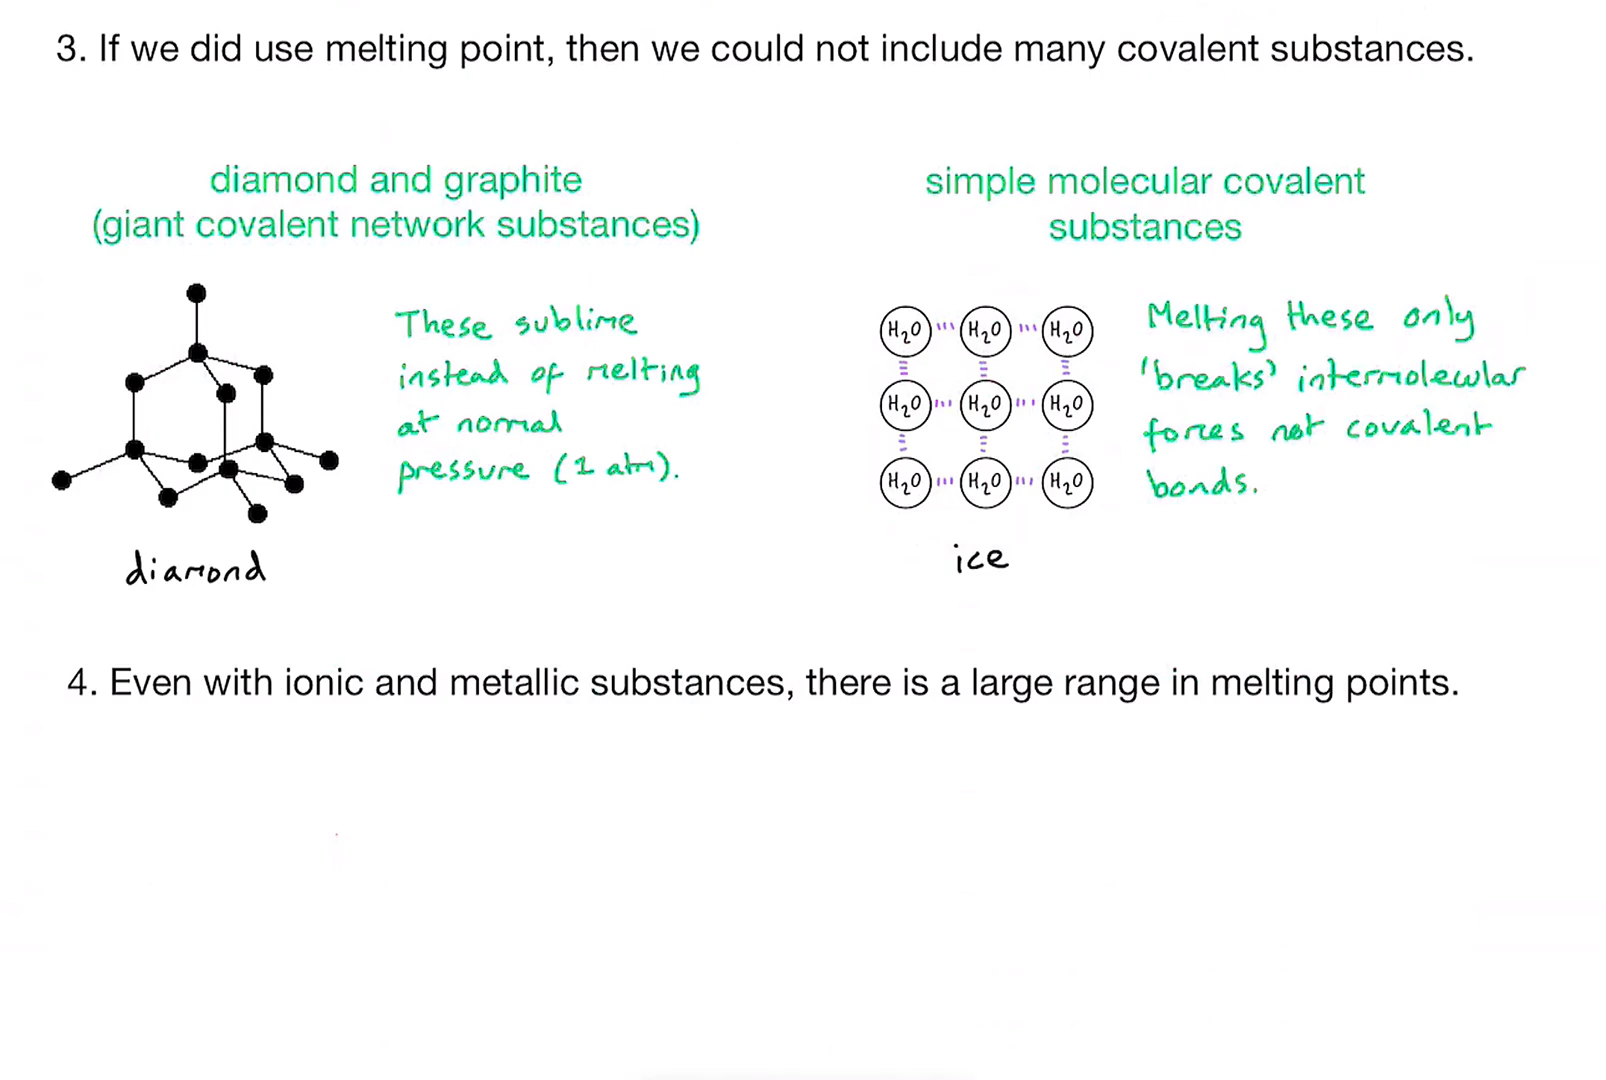 3. If we did use melting point, then we could not include many covalent substances.
diamond and graphite
(giant covalent network substances)
These sublime
instead of melting
at normal
pressure (1 atm).
diamond
simple molecular covalent
substances
H₂O H₂O H₂O
H₂O H₂O H₂O
H₂O H₂O H₂O
ice
Melting these only
'breaks' intermolecular
forces not covalent
bonds.
4. Even with ionic and metallic substances, there is a large range in melting points.